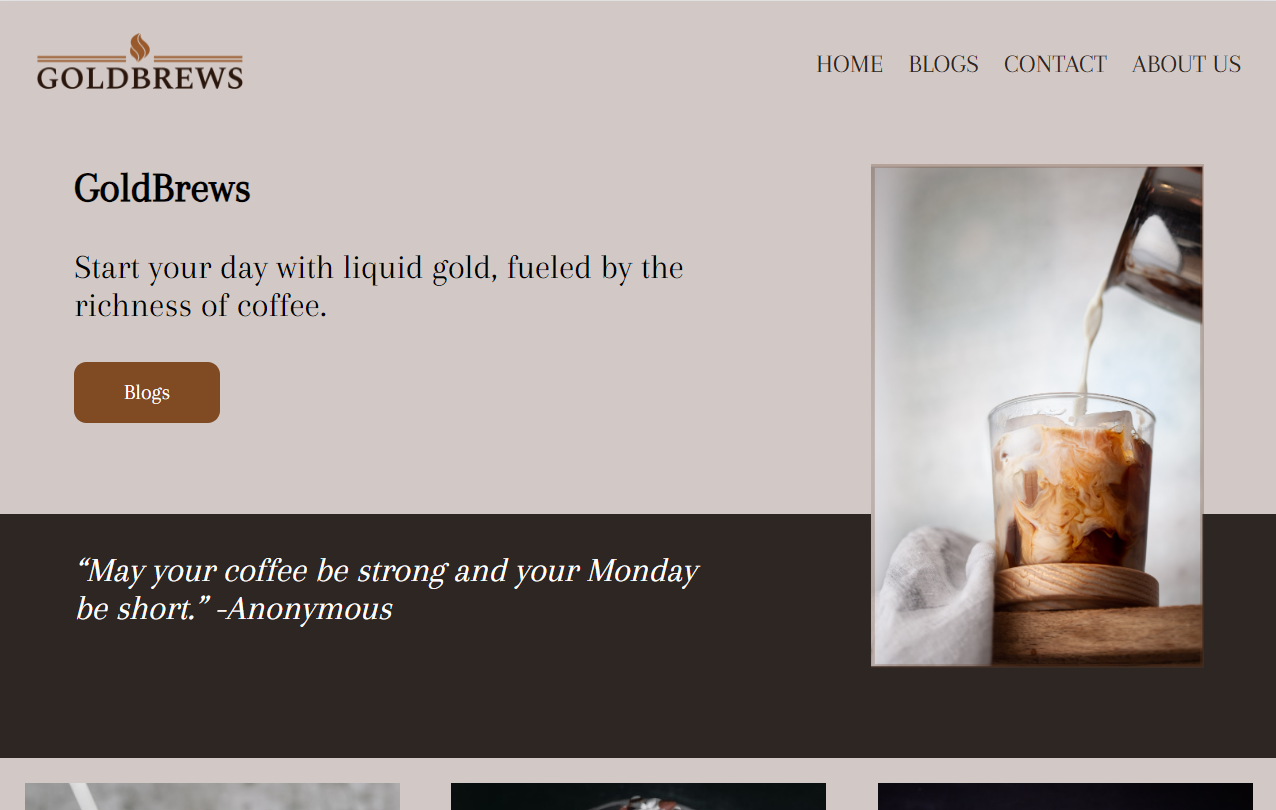 GOLDBREWS
HOME BLOGS CONTACT ABOUT US
GoldBrews
Start your day with liquid gold, fueled by the
richness of coffee.
Blogs
“May your coffee be strong and your Monday
be short.” -Anonymous